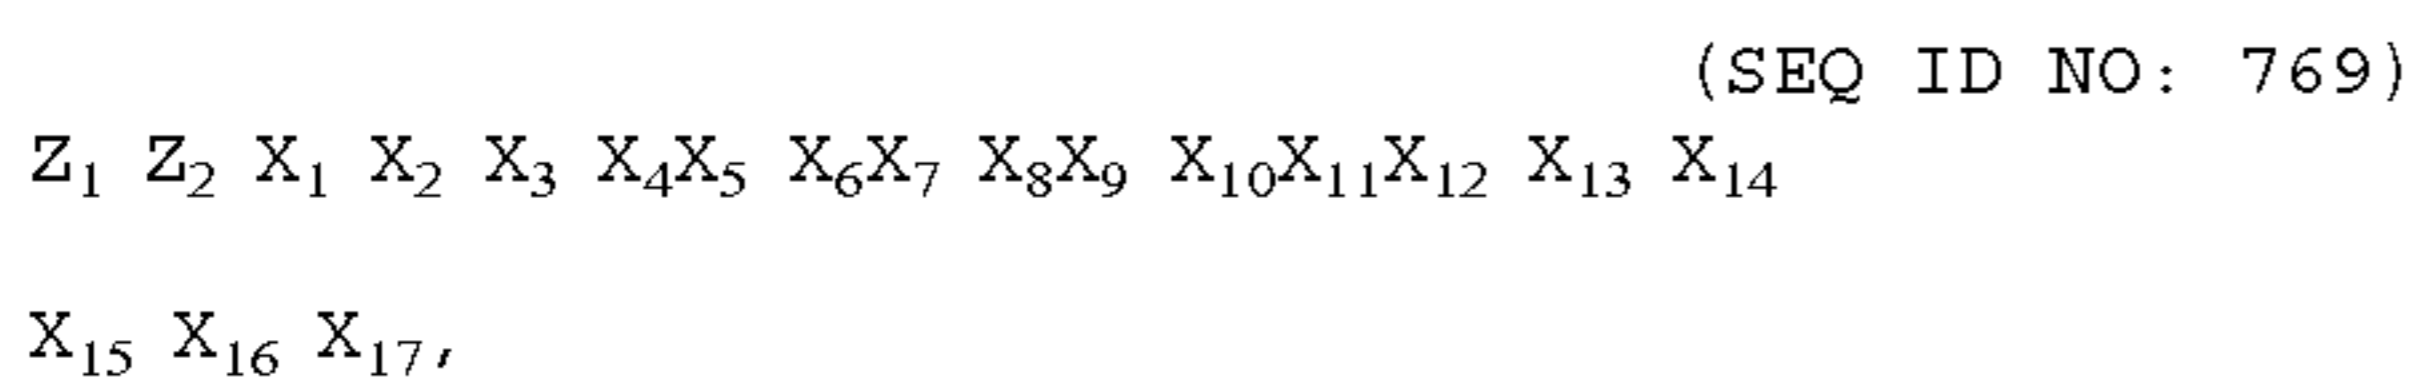 (SEQ ID NO: 769)
Z₁ Z₂ X₁ X₂ X₃ X₄X₅ X₆X₇ X₈X₉ X₁₀X₁₁X₁₂ X₁₃ X₁₄
X₁₅ X₁₆ X₁₇,